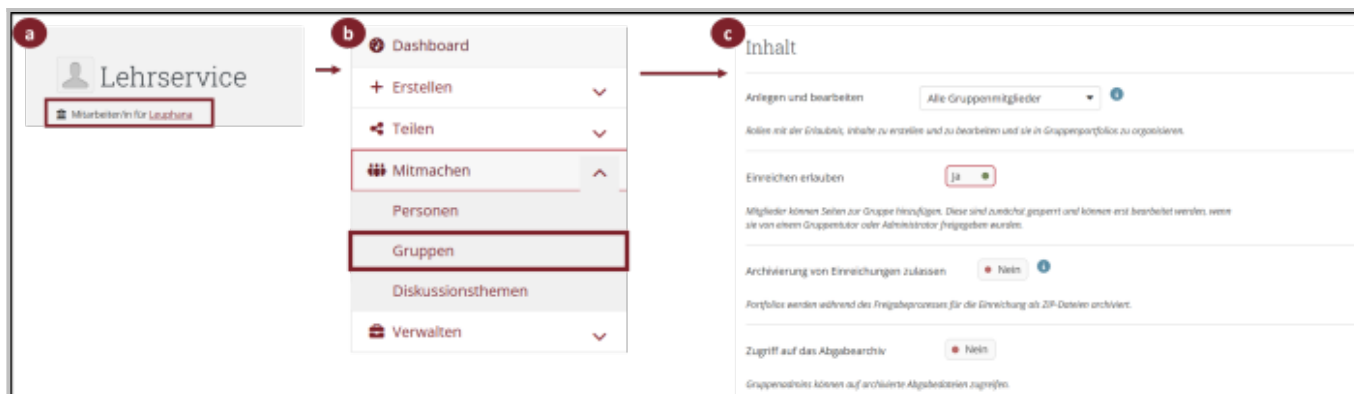 a
Lehrservice
Mitarbeiter/in für Leuphana
b
Dashboard
Erstellen
Teilen
Mitmachen
Personen
Gruppen
Diskussionsthemen
Verwalten
c
Inhalt
Anlegen und bearbeiten Alle Gruppenmitglieder
Rollen mit der Erlaubnis, Inhalte zu erstellen und zu bearbeiten und sie in Gruppenportfolios zu organisieren.
Einreichen erlauben Ja
Mitglieder können Seiten zur Gruppe hinzufügen. Diese sind zunächst gesperrt und können erst bearbeitet werden, wenn
sie von einem Gruppentutor oder Administrator freigegeben wurden.
Archivierung von Einreichungen zulassen Nein
Portfolios werden während des Freigabeprozesses für die Einreichung als ZIP-Dateien archiviert.
Zugriff auf das Abgabearchiv Nein
Gruppenadmins können auf archivierte Abgabedateien zugreifen.